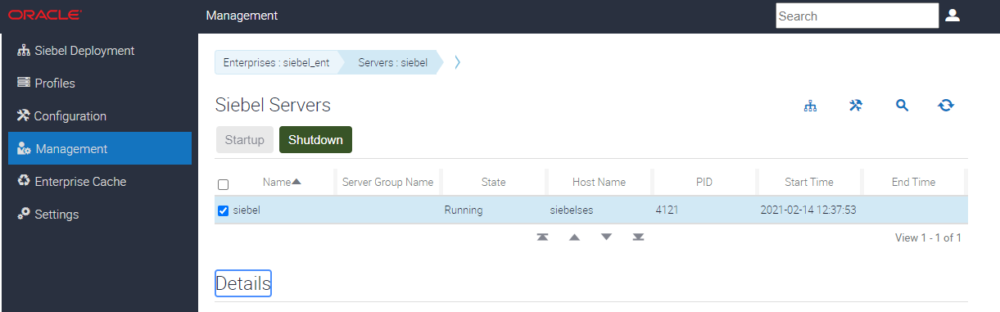 ORACLE
Management
Search
Siebel Deployment
Profiles
Configuration
Management
Enterprise Cache
Settings
Enterprises : siebel_ent Servers : siebel
Siebel Servers
Startup Shutdown
Name Server Group Name State Host Name PID Start Time End Time
siebel Running siebelses 4121 2021-02-14 12:37:53
View 1 - 1 of 1
Details